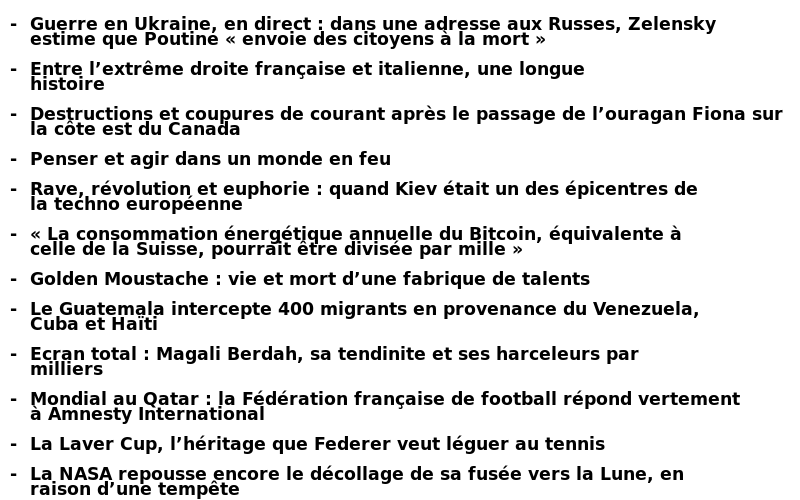 - Guerre en Ukraine, en direct : dans une adresse aux Russes, Zelensky
estime que Poutine « envoie des citoyens à la mort »
- Entre l’extrême droite française et italienne, une longue
histoire
- Destructions et coupures de courant après le passage de l’ouragan Fiona sur
la côte est du Canada
- Penser et agir dans un monde en feu
- Rave, révolution et euphorie : quand Kiev était un des épicentres de
la techno européenne
- « La consommation énergétique annuelle du Bitcoin, équivalente à
celle de la Suisse, pourrait être divisée par mille »
- Golden Moustache : vie et mort d’une fabrique de talents
- Le Guatemala intercepte 400 migrants en provenance du Venezuela,
Cuba et Haïti
- Ecran total : Magali Berdah, sa tendinite et ses harceleurs par
milliers
- Mondial au Qatar : la Fédération française de football répond vertement
à Amnesty International
- La Laver Cup, l’héritage que Federer veut léguer au tennis
- La NASA repousse encore le décollage de sa fusée vers la Lune, en
raison d’une tempête